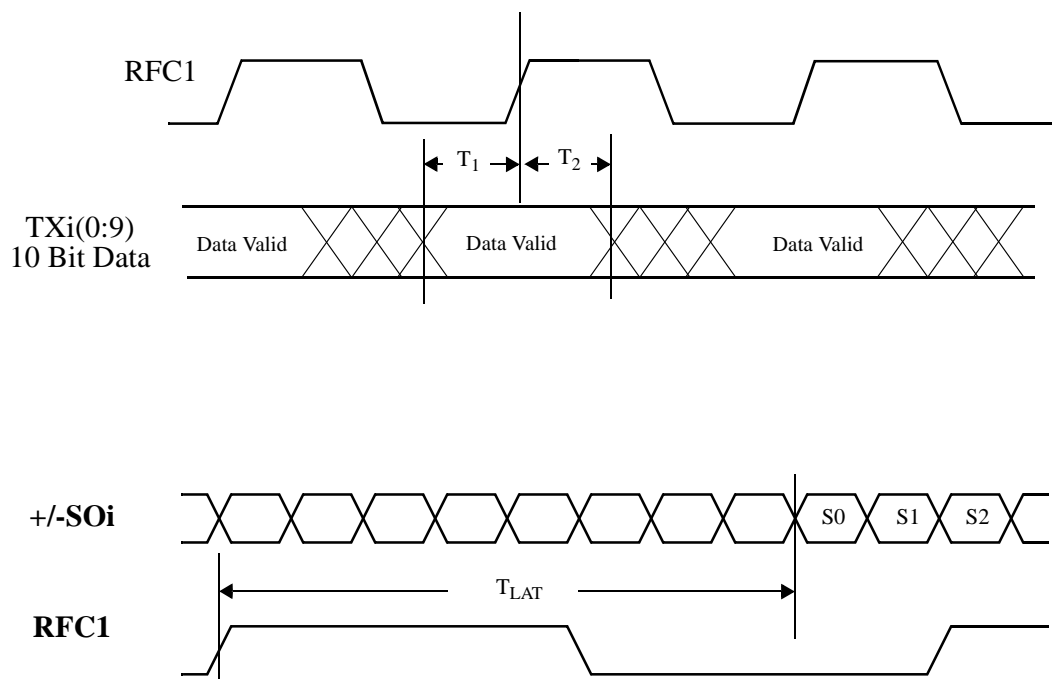 RFC1
T1
T2
TXi(0:9)
10 Bit Data
Data Valid
Data Valid
Data Valid
+/-SOi
S0
S1
S2
TLAT
RFC1